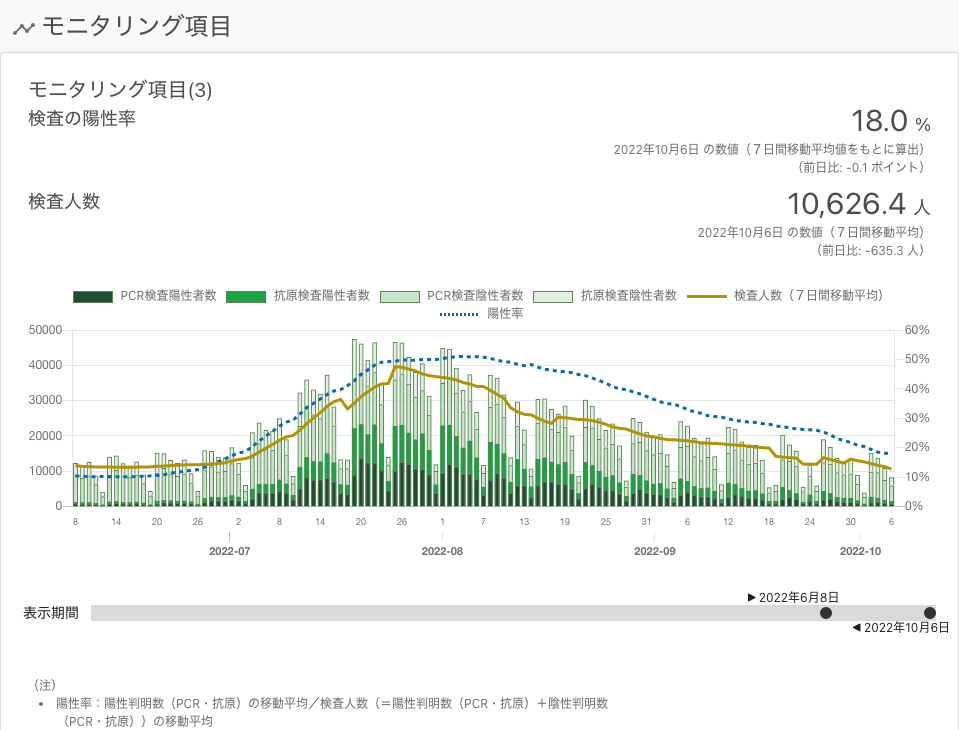 モニタリング項目
モニタリング項目(3)
検査の陽性率
18.0 %
2022年10月6日 の数値（７日間移動平均値をもとに算出）
（前日比: -0.1 ポイント）
検査人数
10,626.4 人
2022年10月6日 の数値（７日間移動平均）
（前日比: -635.3 人）
PCR検査陽性者数 抗原検査陽性者数 PCR検査陰性者数 抗原検査陰性者数 検査人数（７日間移動平均）
陽性率
50000 60%
40000 50%
30000 40%
20000 30%
10000 20%
0 10%
0%
8 14 20 26 2 8 14 20 26 1 7 13 19 25 31 6 12 18 24 30 6
2022-07 2022-08 2022-09 2022-10
▶ 2022年6月8日
表示期間
◀ 2022年10月6日
（注）
• 陽性率：陽性判明数（PCR・抗原）の移動平均／検査人数（＝陽性判明数（PCR・抗原）＋陰性判明数
（PCR・抗原））の移動平均